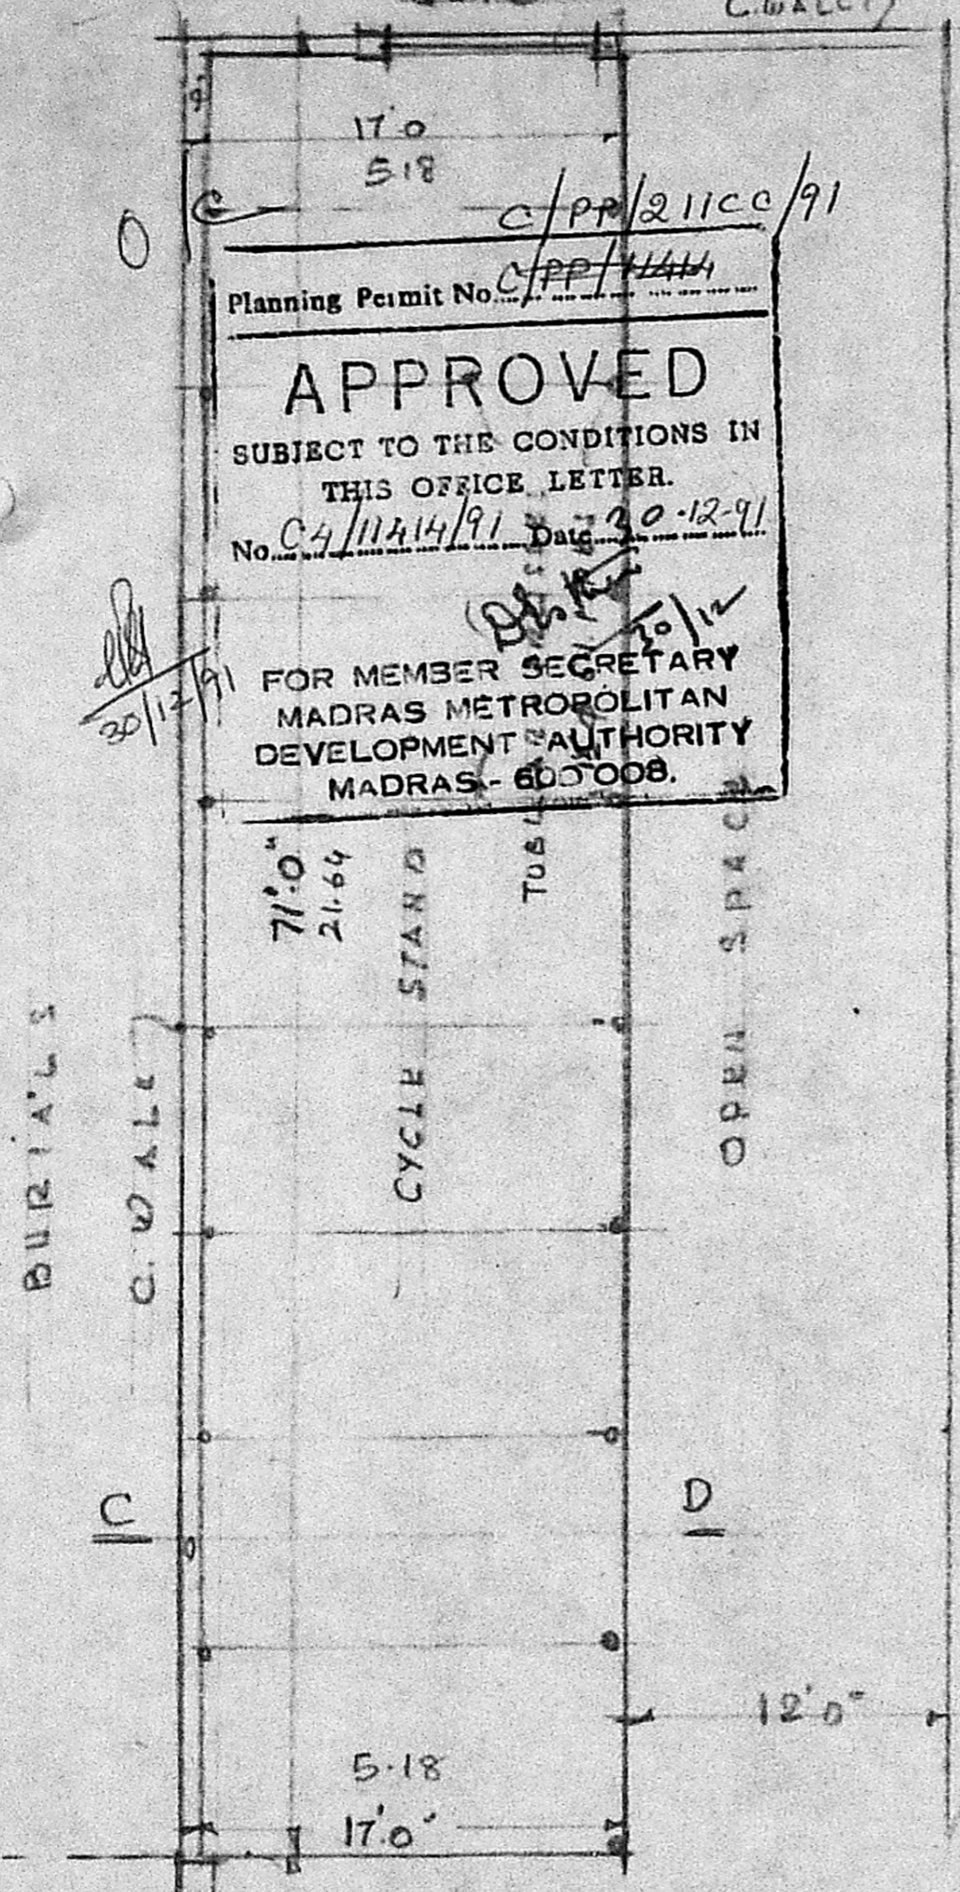 C. WALL
9"
17'0
5.18
C/PP/211CC/91
Planning Permit No. C/PP/11414
APPROVED
SUBJECT TO THE CONDITIONS IN
THIS OFFICE LETTER.
No. C4/11414/91 Date 30-12-91
30/12
30/12/91
FOR MEMBER SECRETARY
MADRAS METROPOLITAN
DEVELOPMENT AUTHORITY
MADRAS - 600 008.
71'.0"
21.64
CYCLE STAND
OPEN SPACE
BURIALS
C. WALL
C
D
12'0"
5.18
17'.0"